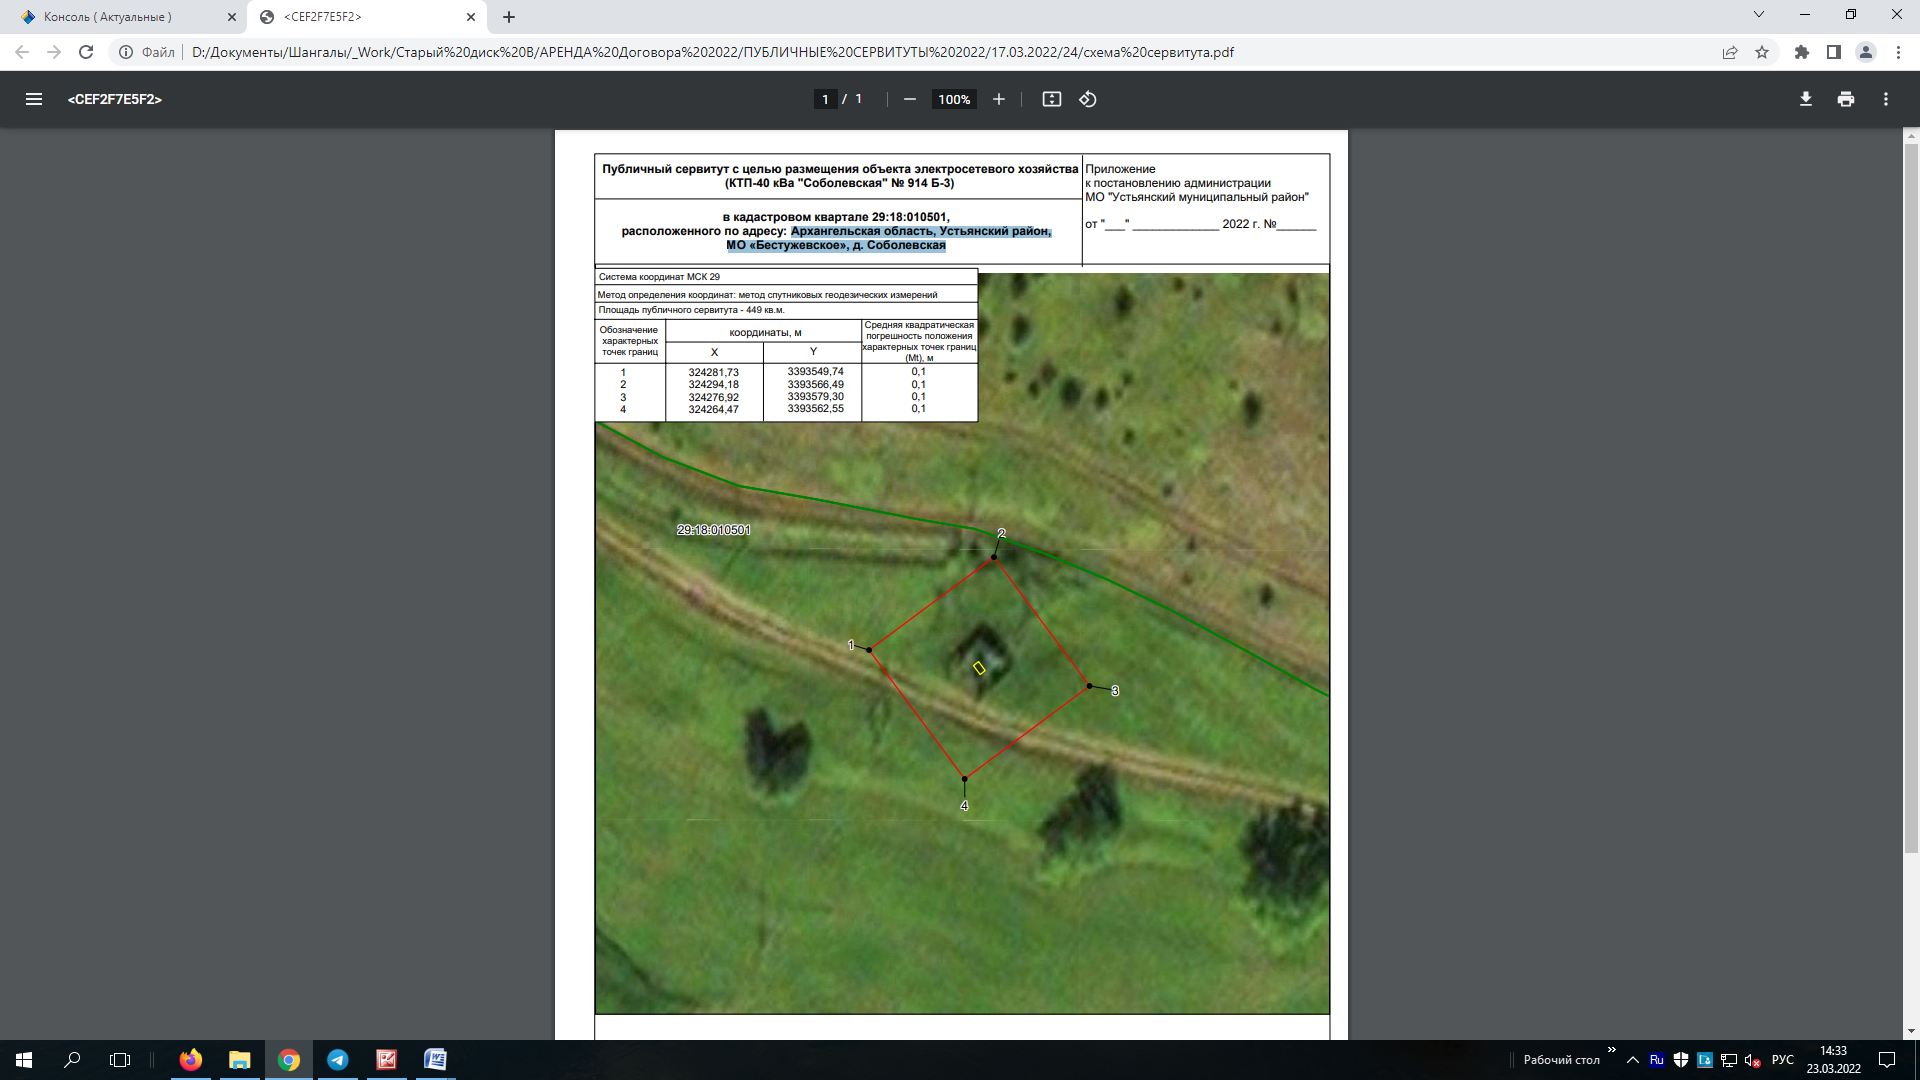 Консоль ( Актуальные )
<CEF2F7E5F2>
Файл
D:/Документы/Шангалы/_Work/Старый%20диск%20B/АРЕНДА%20Договора%202022/ПУБЛИЧНЫЕ%20СЕРВИТУТЫ%202022/17.03.2022/24/схема%20сервитута.pdf
<CEF2F7E5F2>
1 / 1
100%
Публичный сервитут с целью размещения объекта электросетевого хозяйства
(КТП-40 кВа "Соболевская" № 914 Б-3)
Приложение
к постановлению администрации
МО "Устьянский муниципальный район"
от "___" _____________ 2022 г. №______
в кадастровом квартале 29:18:010501,
расположенного по адресу: Архангельская область, Устьянский район,
МО «Бестужевское», д. Соболевская
Система координат МСК 29
Метод определения координат: метод спутниковых геодезических измерений
Площадь публичного сервитута - 449 кв.м.
Обозначение
характерных
точек границ
координаты, м
X
Y
Средняя квадратическая
погрешность положения
характерных точек границ
(Mt), м
1 324281,73 3393549,74 0,1
2 324294,18 3393566,49 0,1
3 324276,92 3393579,30 0,1
4 324264,47 3393562,55 0,1
29:18:010501
2
1
3
4
Рабочий стол
Ru
РУС
14:33
23.03.2022